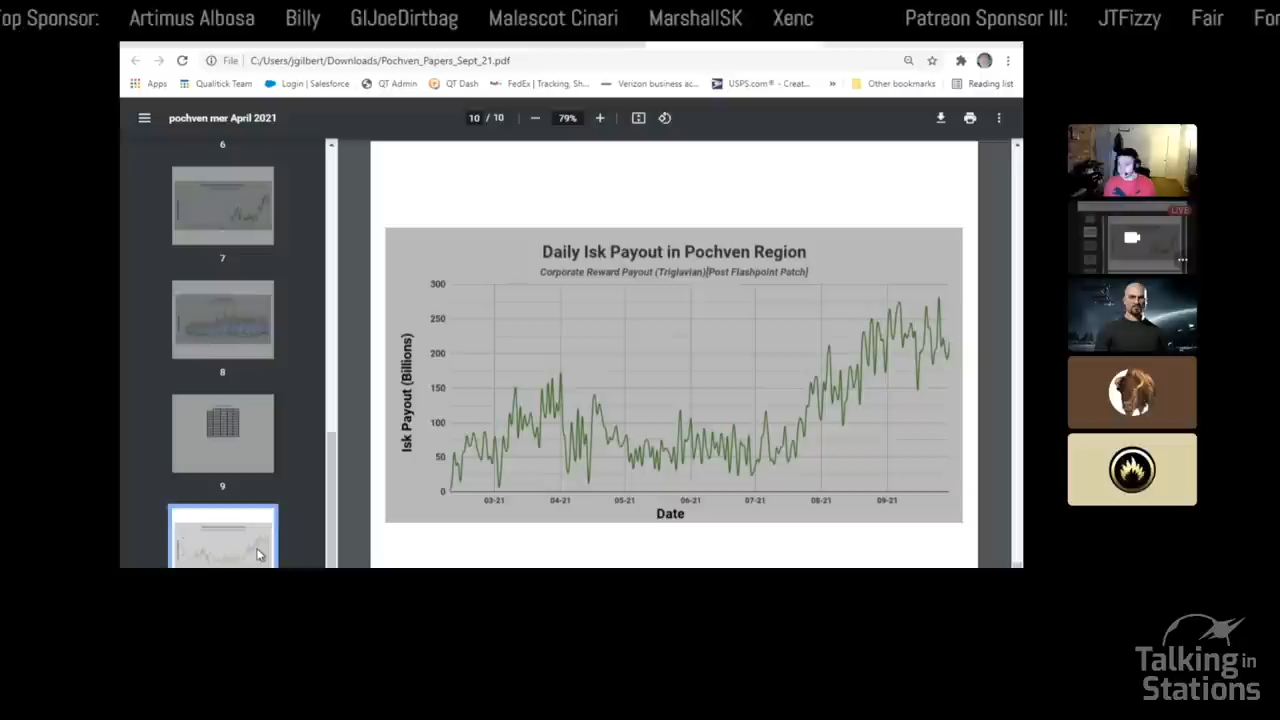 Top Sponsor: Artimus Albosa Billy GIJoeDirtbag Malescot Cinari MarshallSK Xenc Patreon Sponsor III: JTFizzy Fair
File C:/Users/jgilbert/Downloads/Pochven_Papers_Sept_21.pdf
Apps Qualitick Team Login | Salesforce QT Admin QT Dash FedEx | Tracking, Sh... Verizon business ac... USPS.com® - Creat... » Other bookmarks Reading list
pochven mer April 2021 10 / 10 79%
6
7
8
9
Daily Isk Payout in Pochven Region
Corporate Reward Payout (Triglavian)[Post Flashpoint Patch]
300
250
200
150
100
50
0
Isk Payout (Billions)
03-21 04-21 05-21 06-21 07-21 08-21 09-21
Date
LIVE
Talking in
Stations